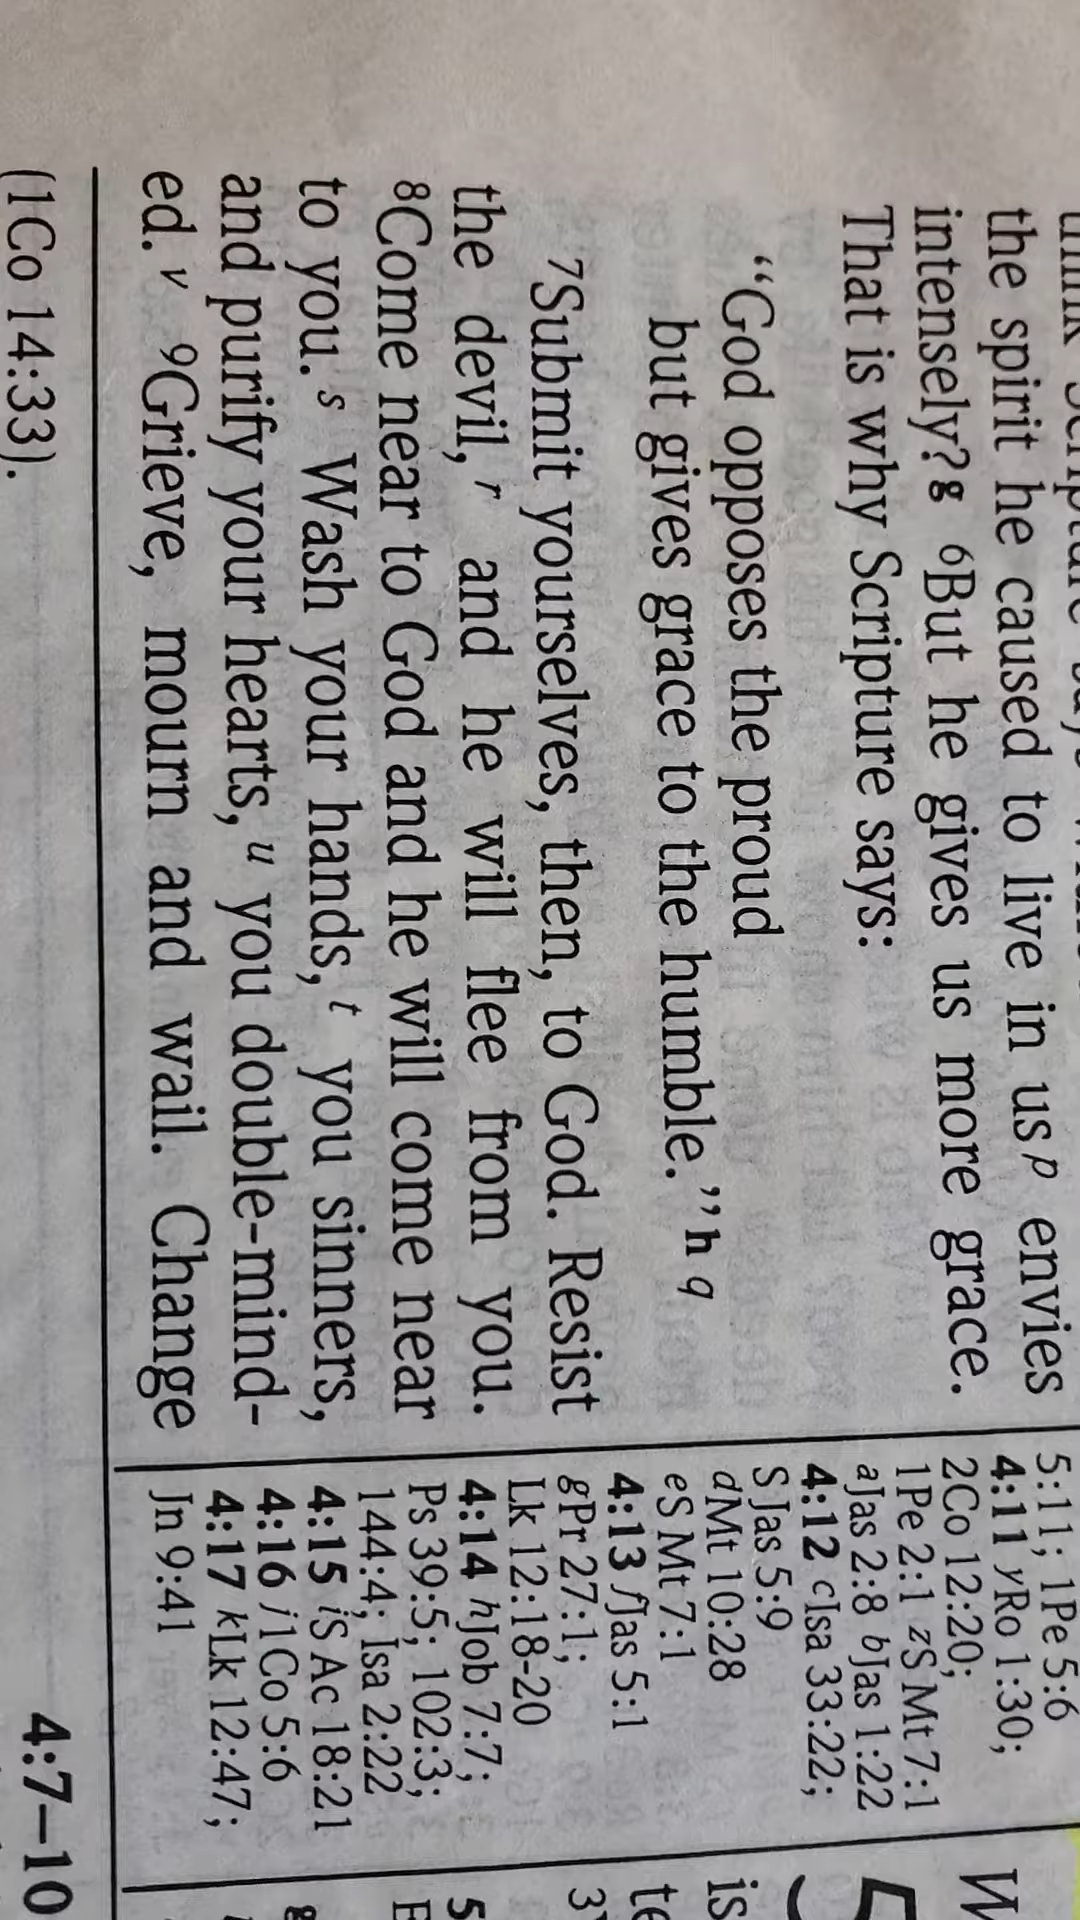 the spirit he caused to live in us p envies
intensely? g 6But he gives us more grace.
That is why Scripture says:
“God opposes the proud
but gives grace to the humble.” h q
7Submit yourselves, then, to God. Resist
the devil, r and he will flee from you.
8Come near to God and he will come near
to you. s Wash your hands, t you sinners,
and purify your hearts, u you double-mind-
ed. v 9Grieve, mourn and wail. Change
5:11; 1Pe 5:6
4:11 yRo 1:30;
2Co 12:20;
1Pe 2:1 zS Mt 7:1
aJas 2:8 bJas 1:22
4:12 cIsa 33:22;
S Jas 5:9
dMt 10:28
eS Mt 7:1
4:13 fJas 5:1
gPr 27:1;
Lk 12:18-20
4:14 hJob 7:7;
Ps 39:5; 102:3;
144:4; Isa 2:22
4:15 iS Ac 18:21
4:16 j1Co 5:6
4:17 kLk 12:47;
Jn 9:41
is
(1Co 14:33).
4:7–10